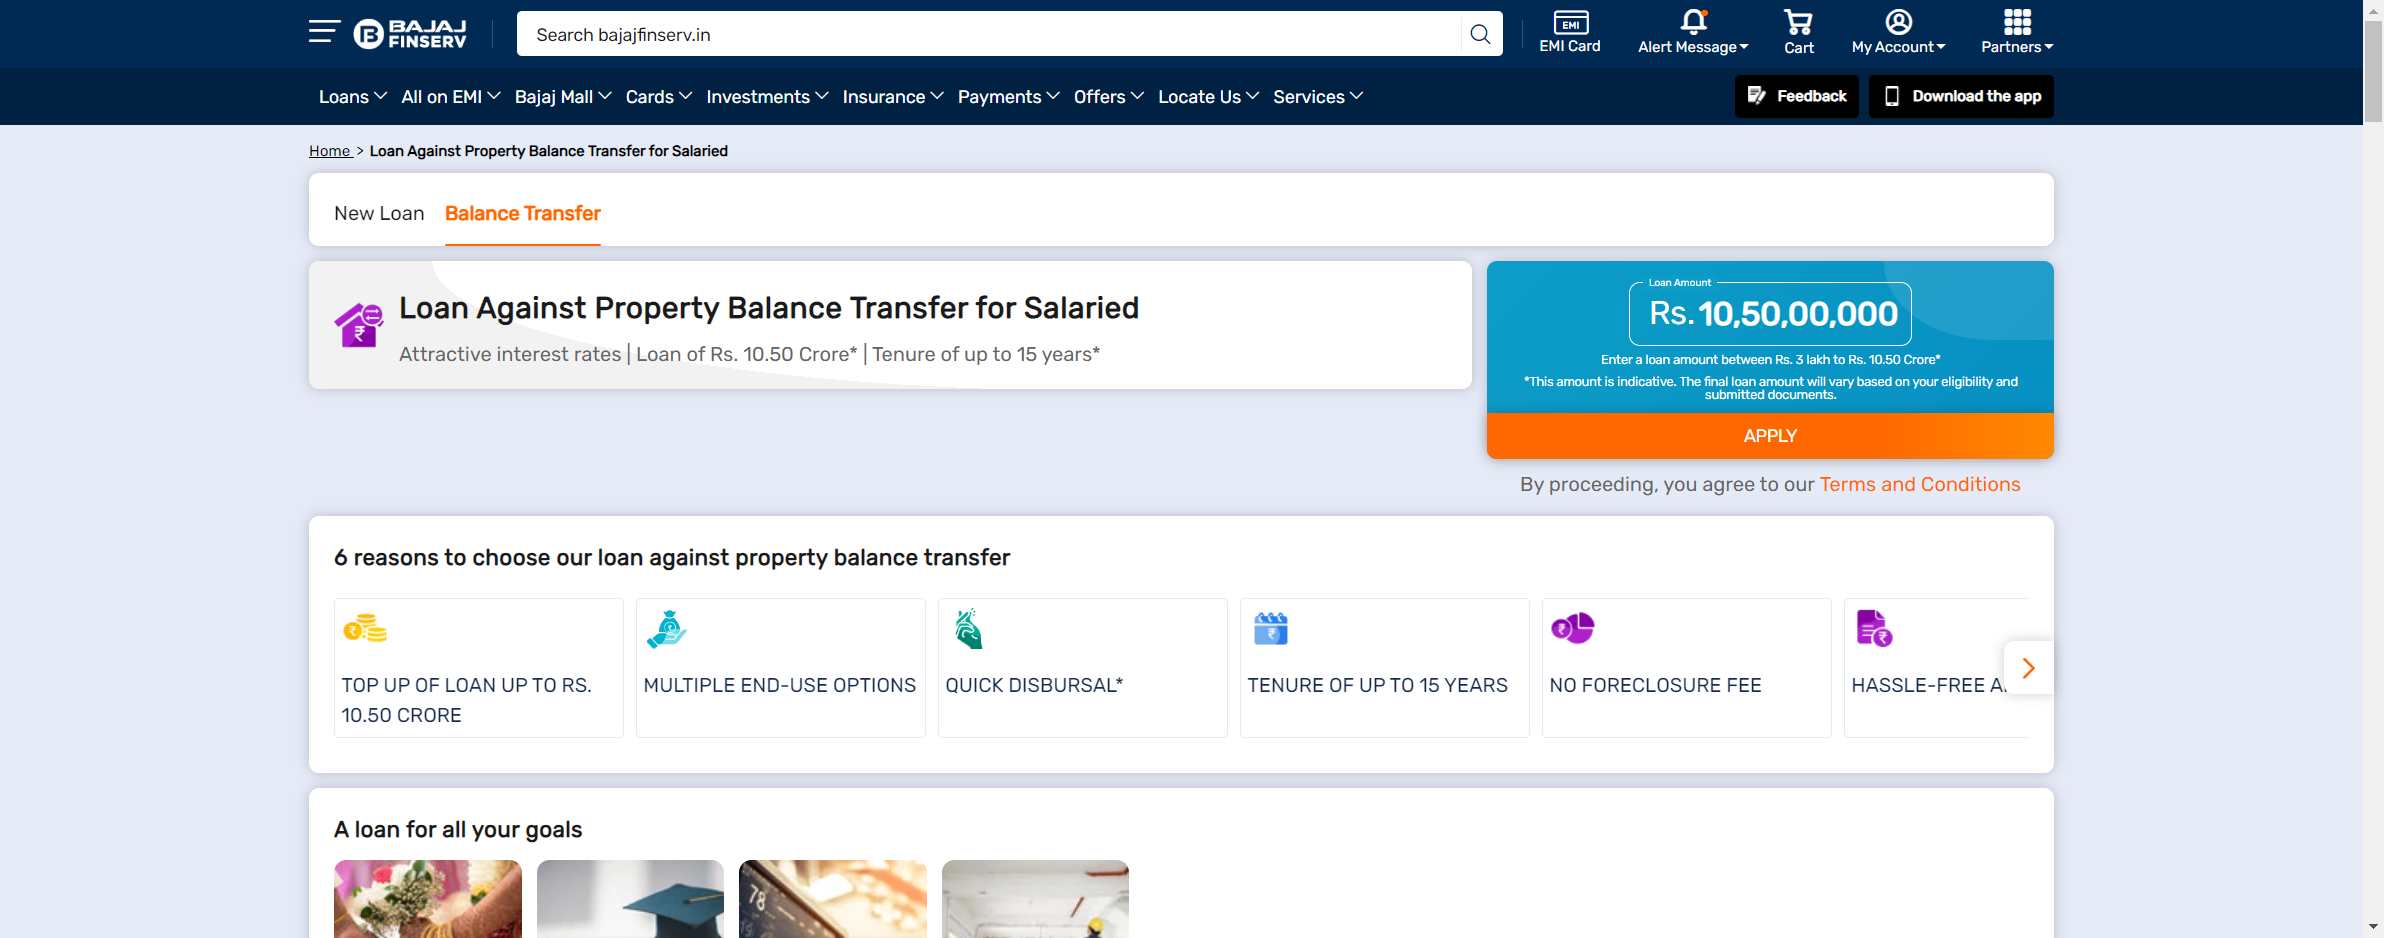 BAJAJ
FINSERV
Search bajajfinserv.in
EMI
EMI Card
Alert Message
Cart
My Account
Partners
Loans All on EMI Bajaj Mall Cards Investments Insurance Payments Offers Locate Us Services
Feedback
Download the app
Home > Loan Against Property Balance Transfer for Salaried
New Loan Balance Transfer
Loan Against Property Balance Transfer for Salaried
Attractive interest rates | Loan of Rs. 10.50 Crore* | Tenure of up to 15 years*
Loan Amount
Rs. 10,50,00,000
Enter a loan amount between Rs. 3 lakh to Rs. 10.50 Crore*
*This amount is indicative. The final loan amount will vary based on your eligibility and
submitted documents.
APPLY
By proceeding, you agree to our Terms and Conditions
6 reasons to choose our loan against property balance transfer
TOP UP OF LOAN UP TO RS.
10.50 CRORE
MULTIPLE END-USE OPTIONS
QUICK DISBURSAL*
TENURE OF UP TO 15 YEARS
NO FORECLOSURE FEE
HASSLE-FREE
A loan for all your goals
78